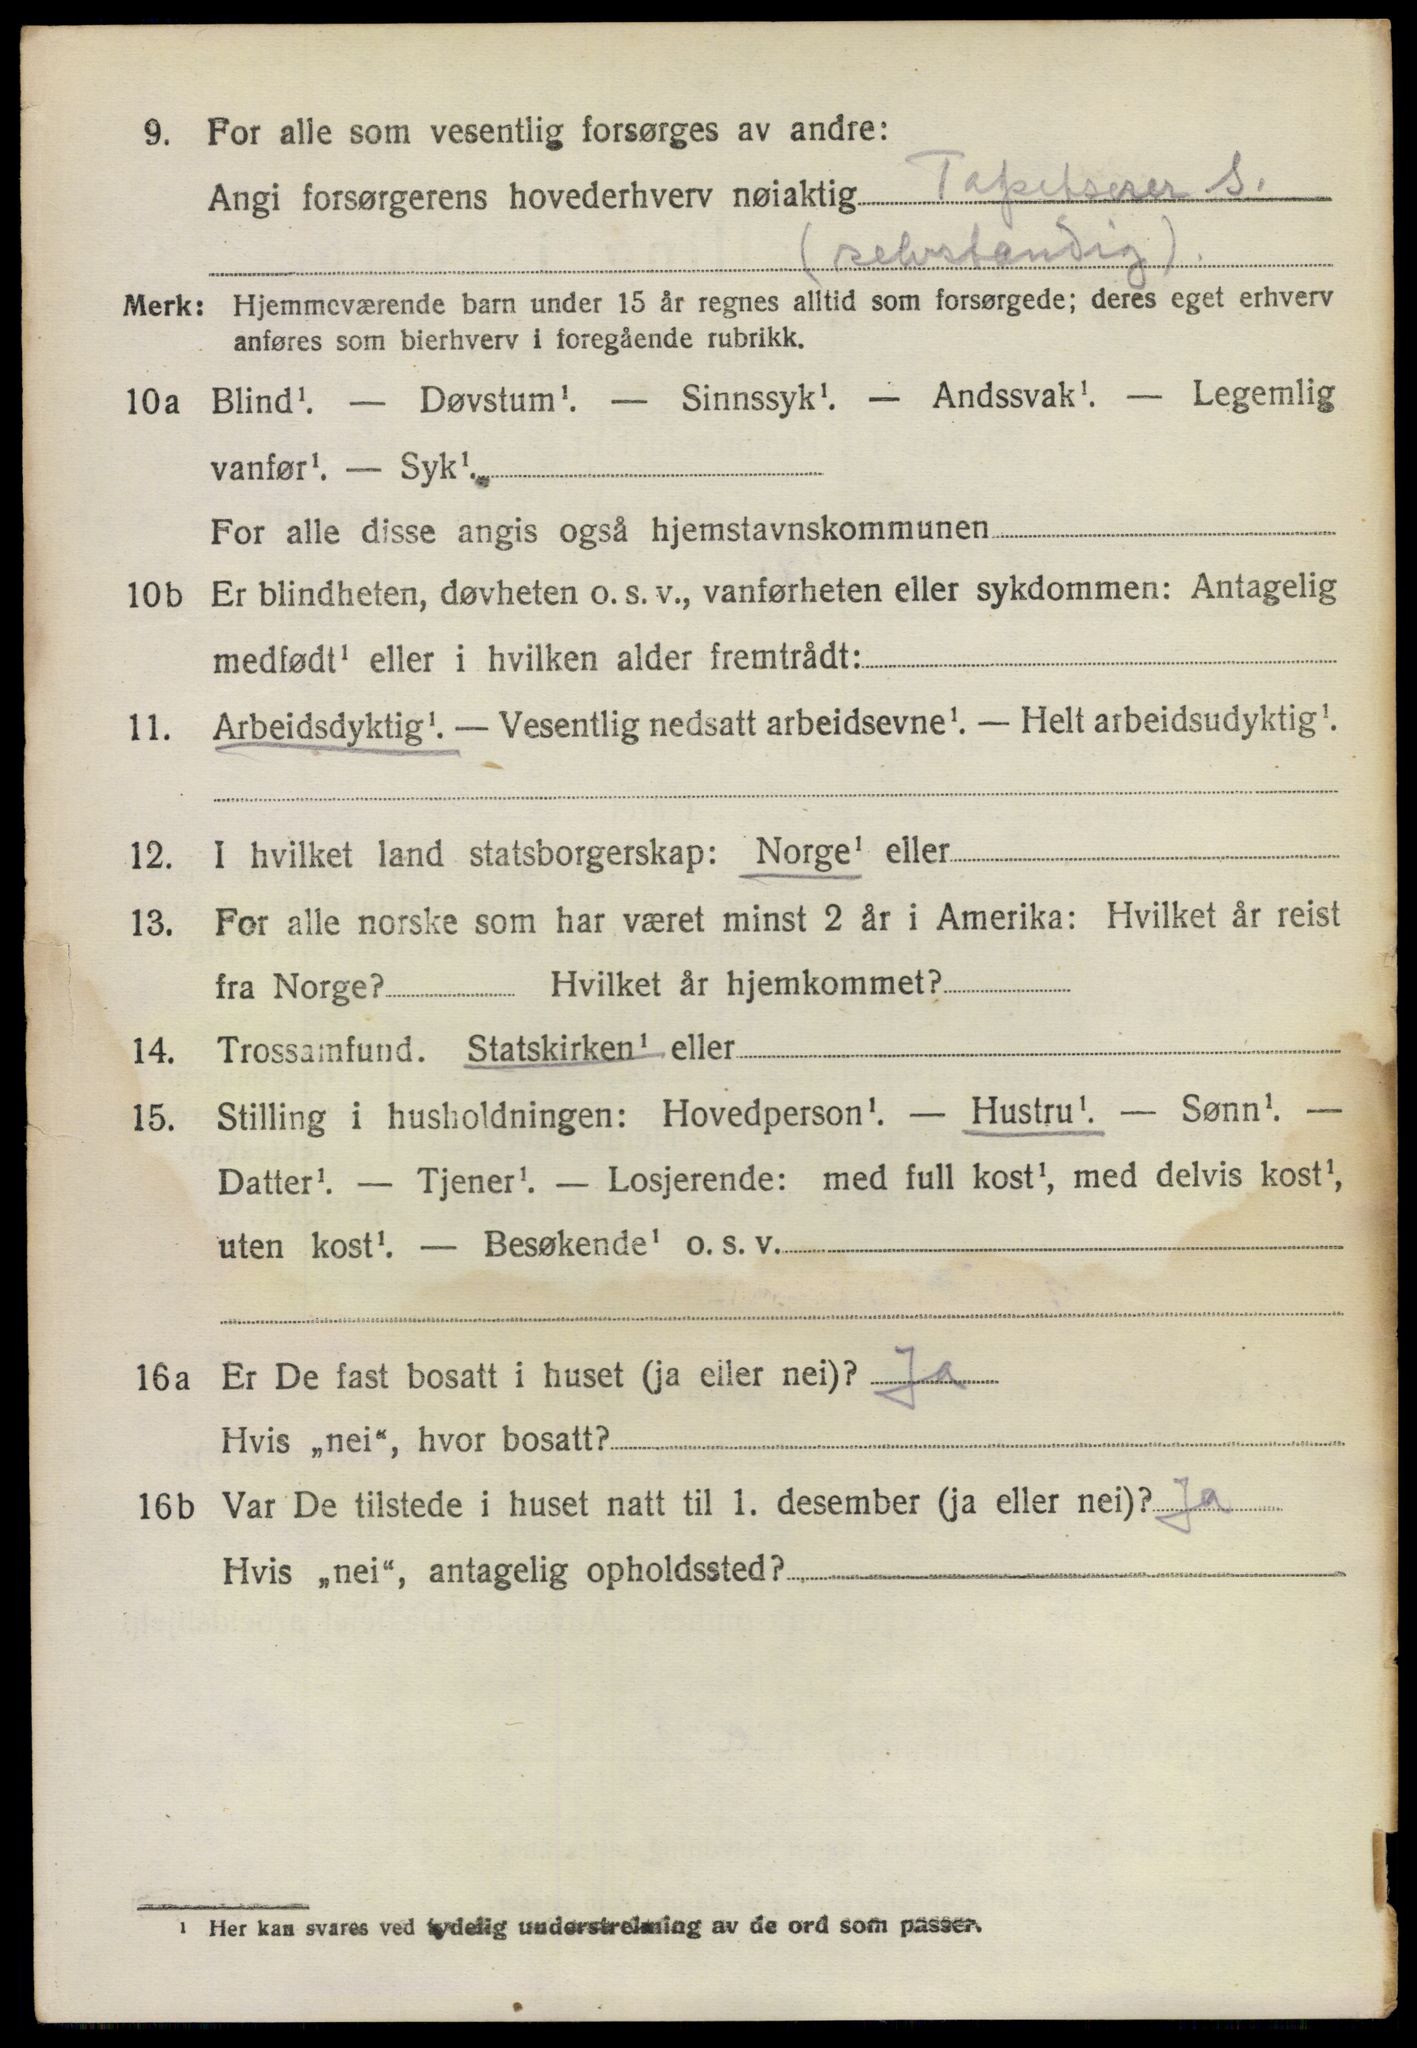 9. For alle som vesentlig forsørges av andre:
Angi forsørgerens hovederhverv nøiaktig Tapetserer S.
(selvstændig).
Merk: Hjemmeværende barn under 15 år regnes alltid som forsørgede; deres eget erhverv
anføres som bierhverv i foregående rubrikk.
10a Blind¹. — Døvstum¹. — Sinnssyk¹. — Andssvak¹. — Legemlig
vanfør¹. — Syk¹.
For alle disse angis også hjemstavnskommunen
10b Er blindheten, døvheten o. s. v., vanførheten eller sykdommen: Antagelig
medfødt¹ eller i hvilken alder fremtrådt:
11. Arbeidsdyktig¹. — Vesentlig nedsatt arbeidsevne¹. — Helt arbeidsudyktig¹.
12. I hvilket land statsborgerskap: Norge¹ eller
13. For alle norske som har været minst 2 år i Amerika: Hvilket år reist
fra Norge? Hvilket år hjemkommet?
14. Trossamfund. Statskirken¹ eller
15. Stilling i husholdningen: Hovedperson¹. — Hustru¹. — Sønn¹. —
Datter¹. — Tjener¹. — Losjerende: med full kost¹, med delvis kost¹,
uten kost¹. — Besøkende¹ o. s. v.
16a Er De fast bosatt i huset (ja eller nei)? Ja
Hvis „nei“, hvor bosatt?
16b Var De tilstede i huset natt til 1. desember (ja eller nei)? Ja
Hvis „nei“, antagelig opholdssted?
¹ Her kan svares ved tydelig understrekning av de ord som passer.